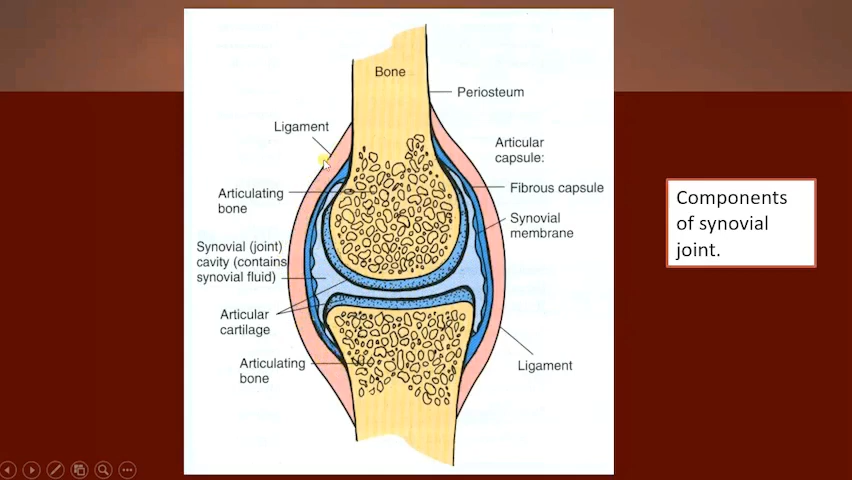 Bone
Periosteum
Ligament
Articular
capsule:
Articulating
bone
Fibrous capsule
Synovial
membrane
Synovial (joint)
cavity (contains
synovial fluid)
Articular
cartilage
Articulating
bone
Ligament
Components
of synovial
joint.